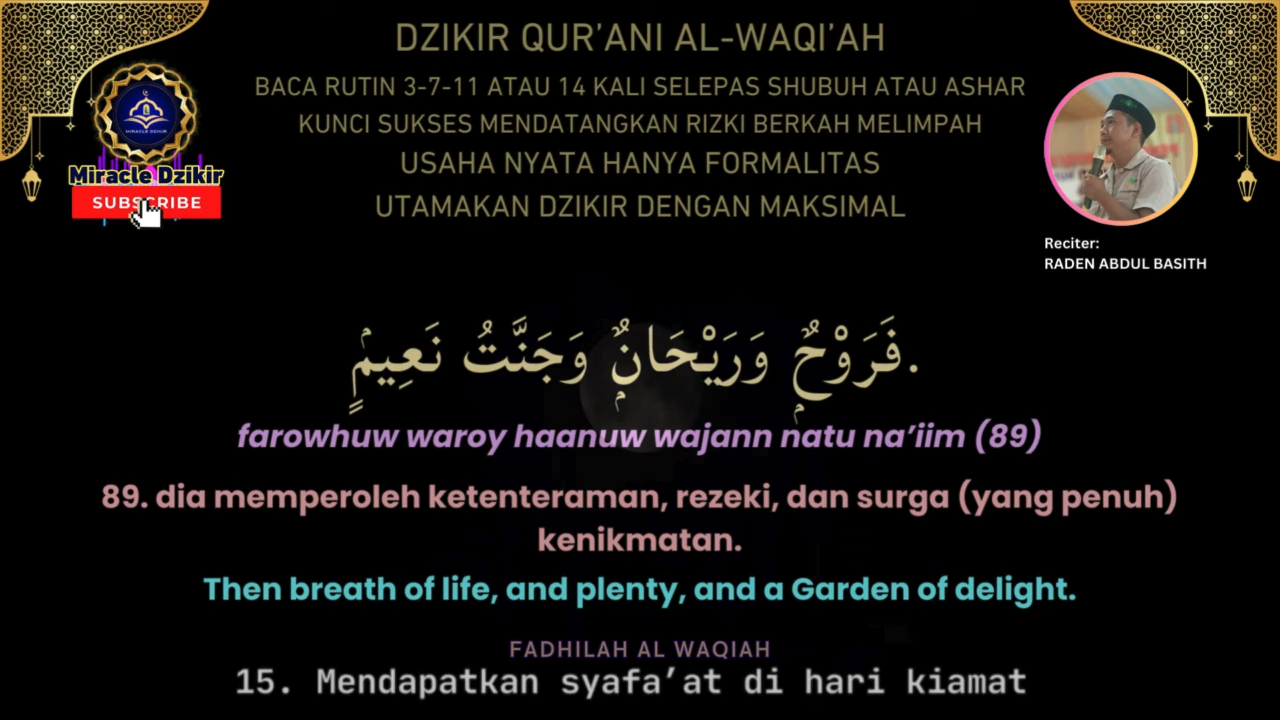 DZIKIR QUR'ANI AL-WAQI'AH
BACA RUTIN 3-7-11 ATAU 14 KALI SELEPAS SHUBUH ATAU ASHAR
KUNCI SUKSES MENDATANGKAN RIZKI BERKAH MELIMPAH
USAHA NYATA HANYA FORMALITAS
UTAMAKAN DZIKIR DENGAN MAKSIMAL
MIRACLE DZIKIR
Miracle Dzikir
SUBSCRIBE
Reciter:
RADEN ABDUL BASITH
فَرَوْحٌۭ وَرَيْحَانٌۭ وَجَنَّتُ نَعِيمٍۢ.
farowhuw waroy haanuw wajann natu na'iim (89)
89. dia memperoleh ketenteraman, rezeki, dan surga (yang penuh)
kenikmatan.
Then breath of life, and plenty, and a Garden of delight.
FADHILAH AL WAQIAH
15. Mendapatkan syafa'at di hari kiamat